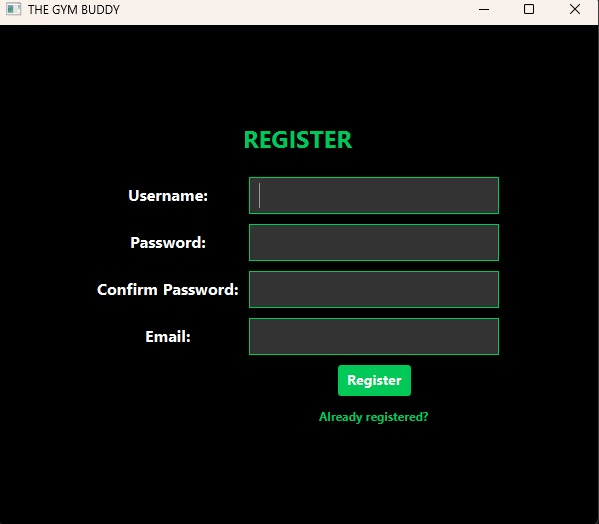 THE GYM BUDDY
REGISTER
Username:
Password:
Confirm Password:
Email:
Register
Already registered?